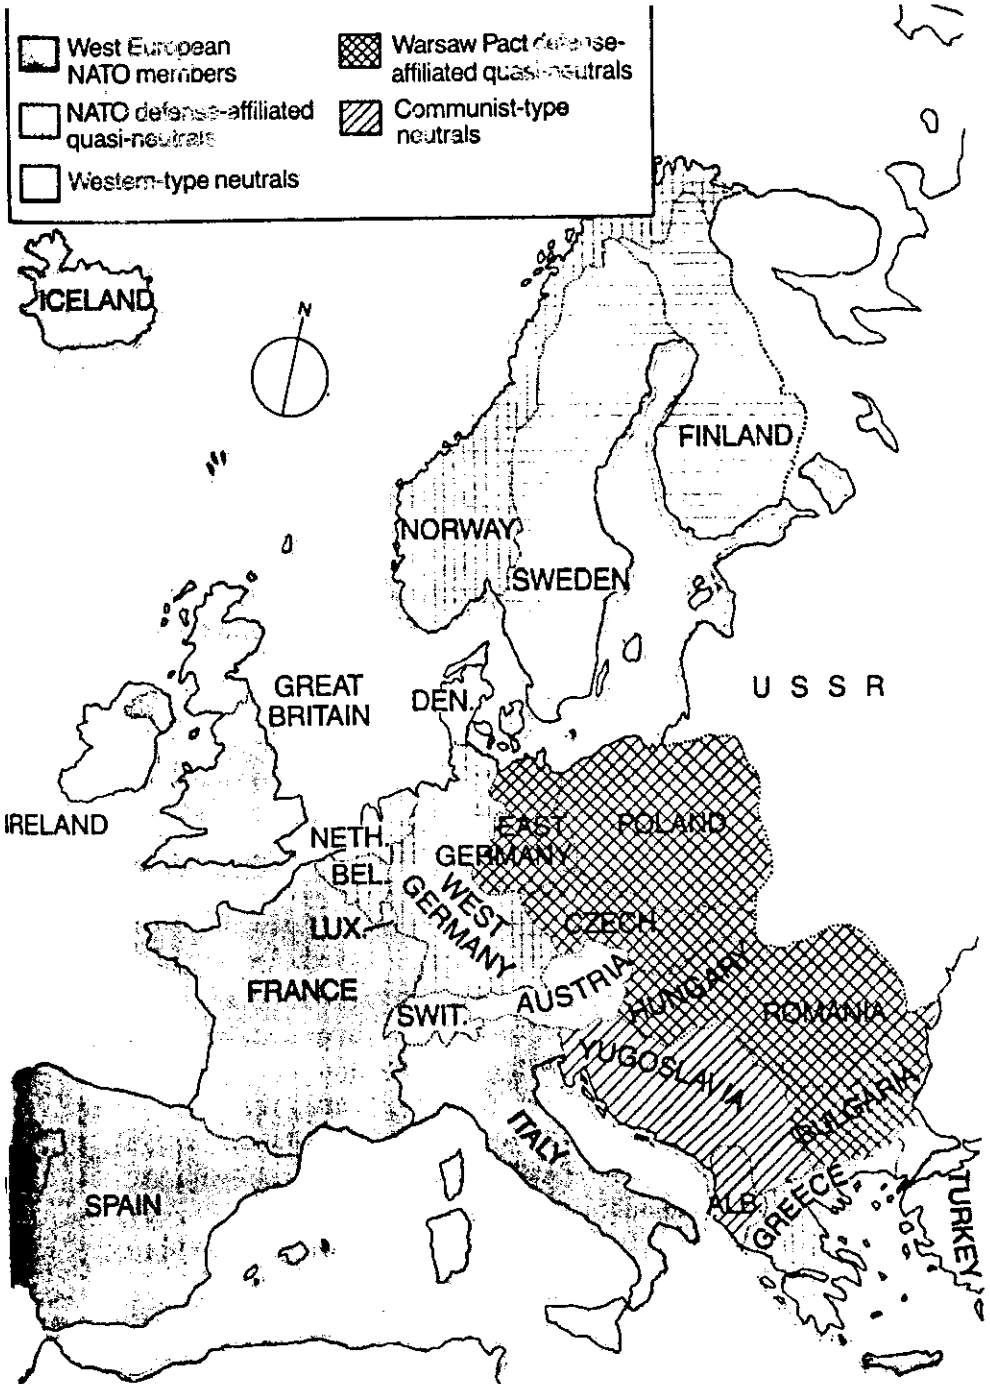 West European
NATO members
NATO defense-affiliated
quasi-neutrals
Western-type neutrals
Warsaw Pact defense-
affiliated quasi-neutrals
Communist-type
neutrals
ICELAND
N
FINLAND
NORWAY
SWEDEN
GREAT
BRITAIN
DEN.
U S S R
IRELAND
NETH.
BEL.
EAST
GERMANY
POLAND
WEST
GERMANY
LUX.
CZECH
FRANCE
SWIT.
AUSTRIA
HUNGARY
ROMANIA
YUGOSLAVIA
BULGARIA
ITALY
SPAIN
ALB.
GREECE
TURKEY